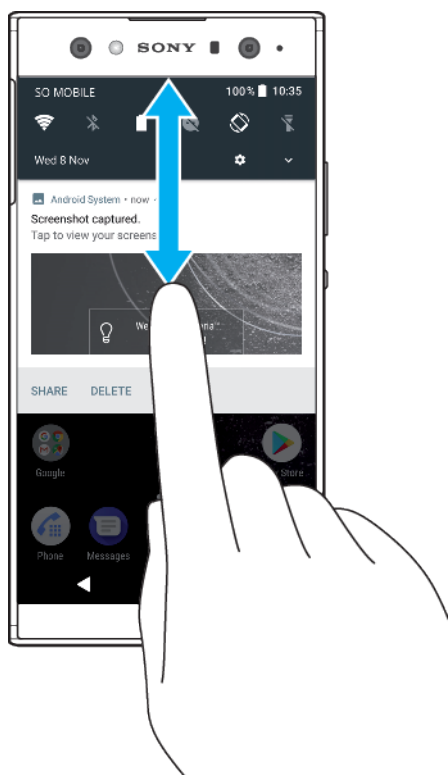 SONY
SO MOBILE 100% 10:35
Wed 8 Nov
Android System • now
Screenshot captured.
Tap to view your
SHARE DELETE
Google Store
Phone Messages